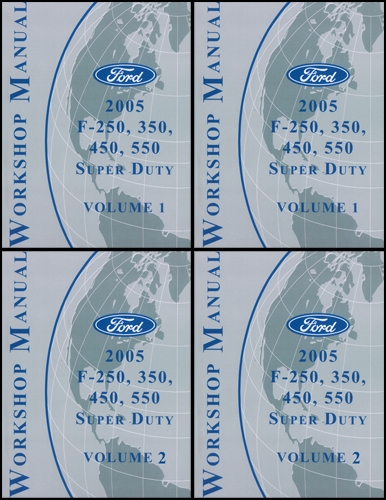 WORKSHOP MANUAL
Ford
2005
F-250, 350,
450, 550
SUPER DUTY
VOLUME 1
WORKSHOP MANUAL
Ford
2005
F-250, 350,
450, 550
SUPER DUTY
VOLUME 1
WORKSHOP MANUAL
Ford
2005
F-250, 350,
450, 550
SUPER DUTY
VOLUME 2
WORKSHOP MANUAL
Ford
2005
F-250, 350,
450, 550
SUPER DUTY
VOLUME 2